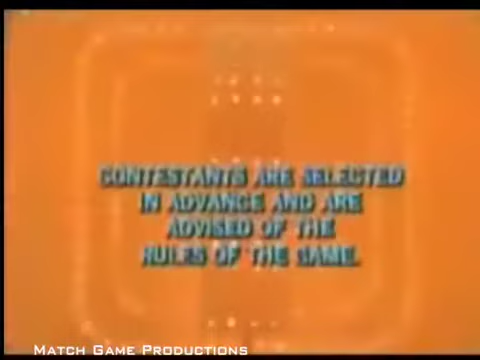 CONTESTANTS ARE SELECTED
IN ADVANCE AND ARE
ADVISED OF THE
RULES OF THE GAME.
MATCH GAME PRODUCTIONS